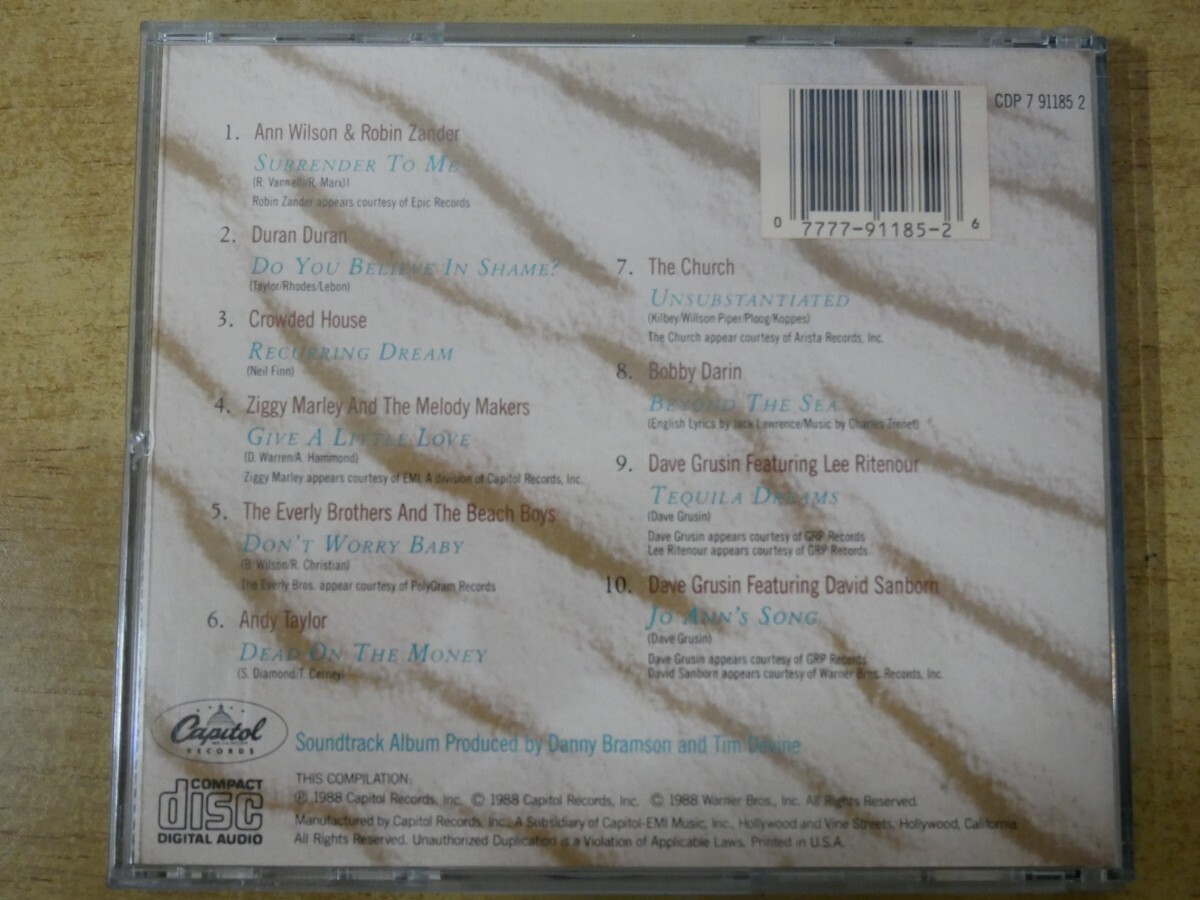 CDP 7 91185 2
0 7777-91185-2 6
1. Ann Wilson & Robin Zander
SURRENDER TO ME
(R. Vannelli/R. Marx)l
Robin Zander appears courtesy of Epic Records
2. Duran Duran
DO YOU BELIEVE IN SHAME?
(Taylor/Rhodes/Lebon)
3. Crowded House
RECURRING DREAM
(Neil Finn)
4. Ziggy Marley And The Melody Makers
GIVE A LITTLE LOVE
(D. Warren/A. Hammond)
Ziggy Marley appears courtesy of EMI, A division of Capitol Records, Inc.
5. The Everly Brothers And The Beach Boys
DON'T WORRY BABY
(B. Wilson/R. Christian)
The Everly Bros. appear courtesy of PolyGram Records
6. Andy Taylor
DEAD ON THE MONEY
(S. Diamond/T. Cerney)
7. The Church
UNSUBSTANTIATED
(Kilbey/Willson Piper/Ploog/Koppes)
The Church appear courtesy of Arista Records, Inc.
8. Bobby Darin
BEYOND THE SEA
(English Lyrics by Jack Lawrence/Music by Charles Trenet)
9. Dave Grusin Featuring Lee Ritenour
TEQUILA DREAMS
(Dave Grusin)
Dave Grusin appears courtesy of GRP Records
Lee Ritenour appears courtesy of GRP Records
10. Dave Grusin Featuring David Sanborn
JO ANN'S SONG
(Dave Grusin)
Dave Grusin appears courtesy of GRP Records
David Sanborn appears courtesy of Warner Bros. Records, Inc.
Capitol
RECORDS
Soundtrack Album Produced by Danny Bramson and Tim Devine
COMPACT
disc
DIGITAL AUDIO
THIS COMPILATION:
℗ 1988 Capitol Records, Inc. © 1988 Capitol Records, Inc. © 1988 Warner Bros., Inc. All Rights Reserved.
Manufactured by Capitol Records, Inc., A Subsidiary of Capitol-EMI Music, Inc., Hollywood and Vine Streets, Hollywood, California.
All Rights Reserved. Unauthorized Duplication is a Violation of Applicable Laws. Printed in U.S.A.